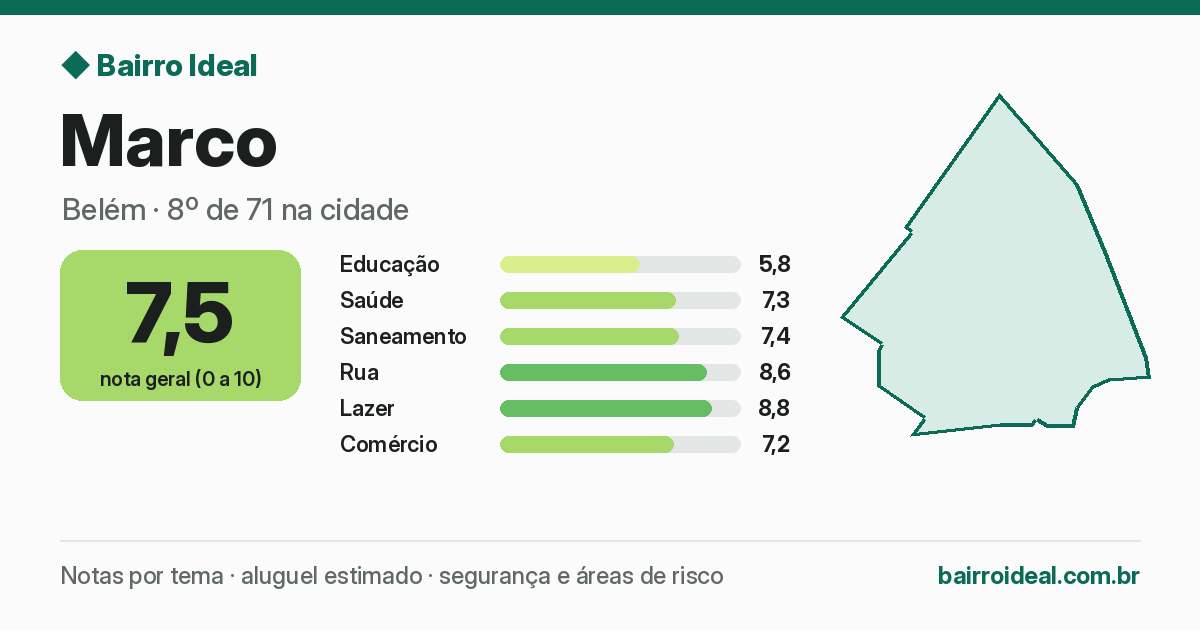 Bairro Ideal
Marco
Belém · 8º de 71 na cidade
7,5
nota geral (0 a 10)
Educação 5,8
Saúde 7,3
Saneamento 7,4
Rua 8,6
Lazer 8,8
Comércio 7,2
Notas por tema · aluguel estimado · segurança e áreas de risco
bairroideal.com.br